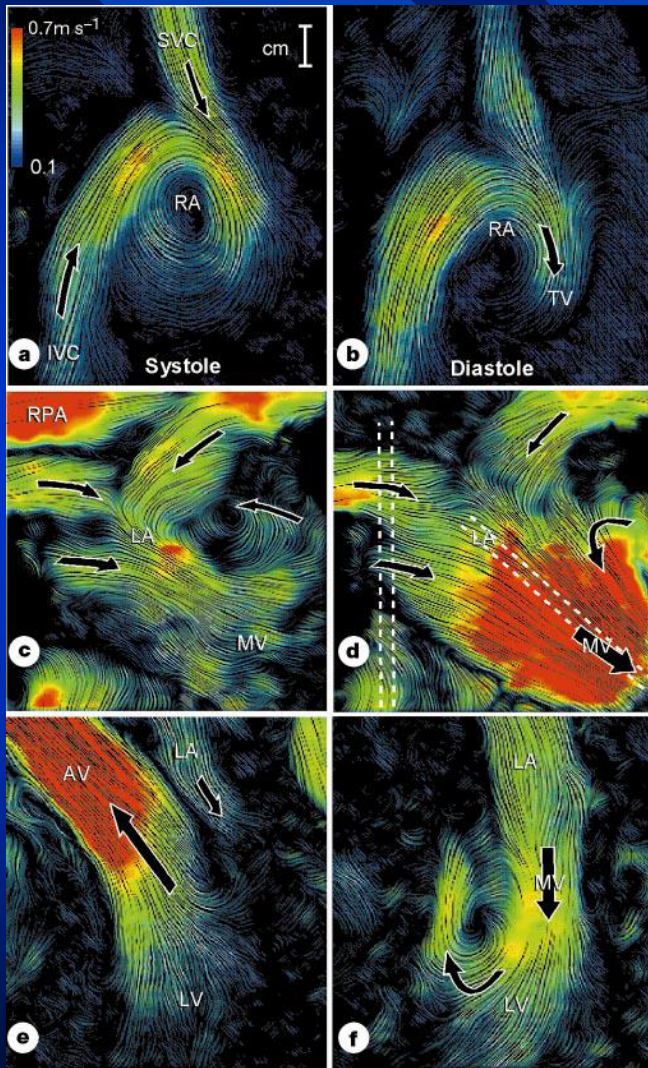 0.7m s⁻¹
SVC
cm
0.1
RA
IVC
a
Systole
RA
TV
b
Diastole
RPA
LA
MV
c
LA
MV
d
AV
LA
LV
e
LA
MV
LV
f